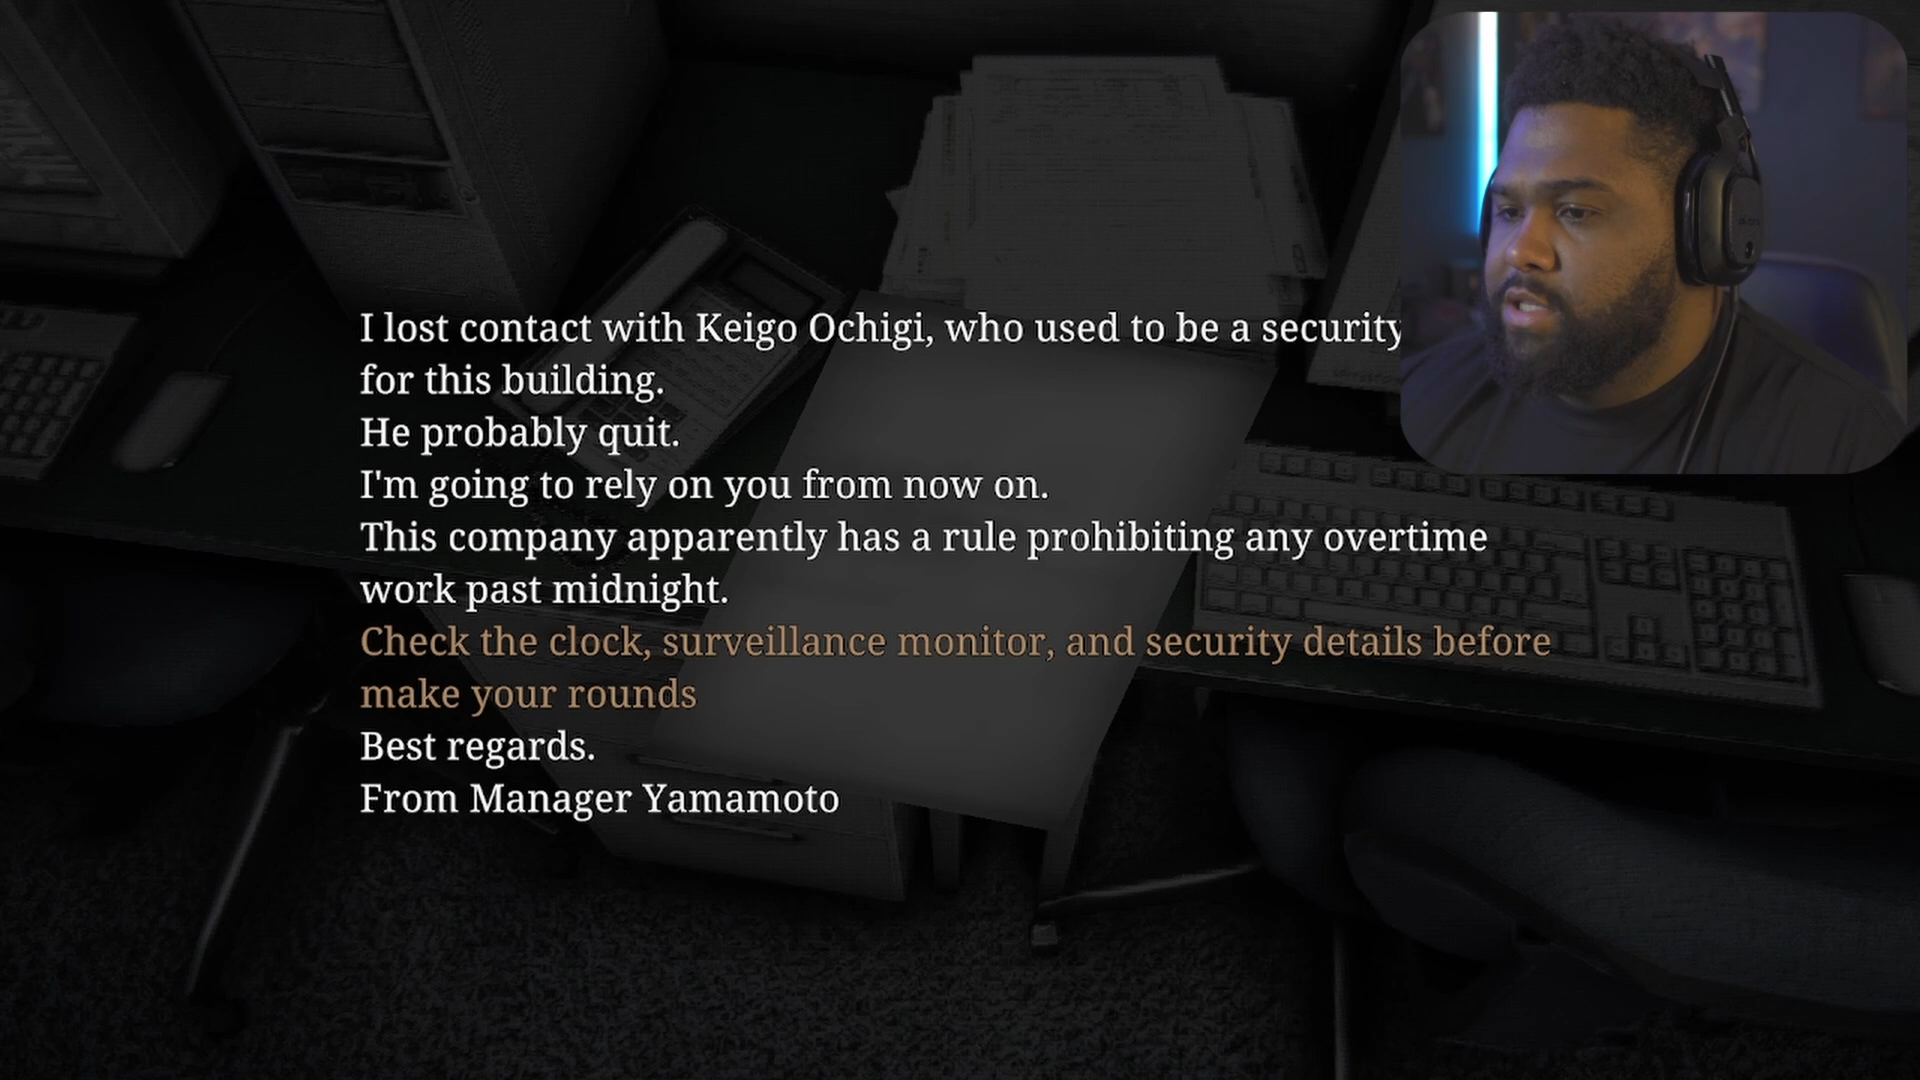 I lost contact with Keigo Ochigi, who used to be a security
for this building.
He probably quit.
I'm going to rely on you from now on.
This company apparently has a rule prohibiting any overtime
work past midnight.
Check the clock, surveillance monitor, and security details before
make your rounds
Best regards.
From Manager Yamamoto